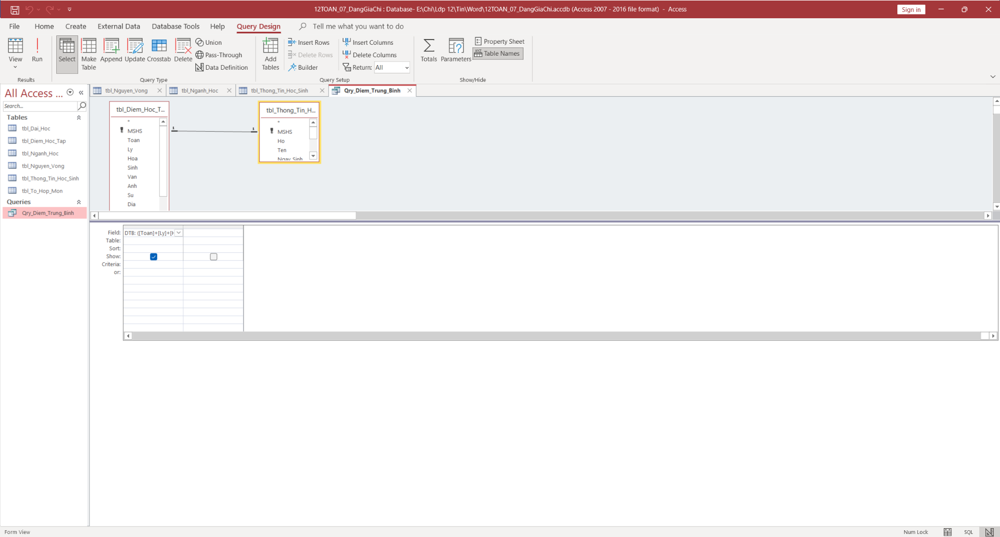 12TOAN_07_DangGiaChi : Database- E:\Chi\Lớp 12\Tin\Word\12TOAN_07_DangGiaChi.accdb (Access 2007 - 2016 file format) - Access
Sign in
File Home Create External Data Database Tools Help Query Design Tell me what you want to do
View
Run
Results
Select
Make Table
Append
Update
Crosstab
Delete
Union
Pass-Through
Data Definition
Query Type
Add Tables
Insert Rows
Delete Rows
Builder
Insert Columns
Delete Columns
Return: All
Query Setup
Totals
Parameters
Property Sheet
XYZ Table Names
Show/Hide
All Access ...
Search...
Tables
tbl_Dai_Hoc
tbl_Diem_Hoc_Tap
tbl_Nganh_Hoc
tbl_Nguyen_Vong
tbl_Thong_Tin_Hoc_Sinh
tbl_To_Hop_Mon
Queries
Qry_Diem_Trung_Binh
tbl_Nguyen_Vong
tbl_Nganh_Hoc
tbl_Thong_Tin_Hoc_Sinh
Qry_Diem_Trung_Binh
tbl_Diem_Hoc_T...
*
MSHS
Toan
Ly
Hoa
Sinh
Van
Anh
Su
Dia
1
1
tbl_Thong_Tin_H...
*
MSHS
Ho
Ten
Ngay_Sinh
Field: DTB: ([Toan]+[Ly]+[H
Table:
Sort:
Show:
Criteria:
or:
Form View
Num Lock
SQL